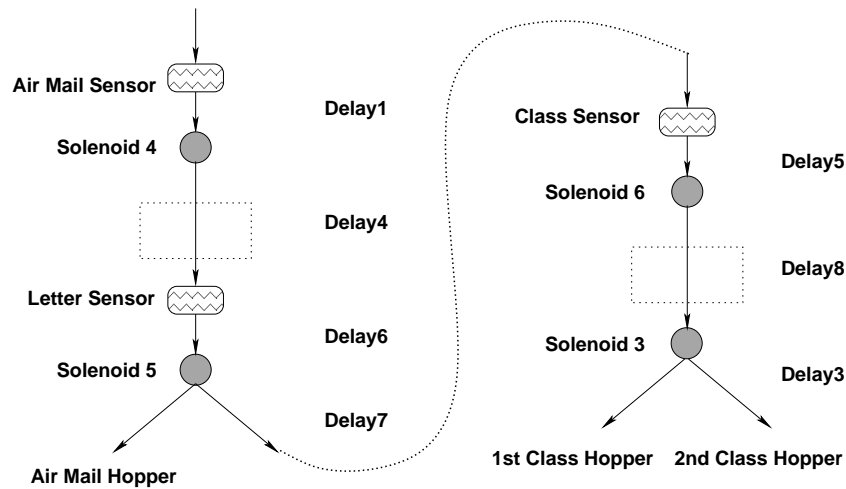 Air Mail Sensor
Delay1
Solenoid 4
Delay4
Letter Sensor
Delay6
Solenoid 5
Delay7
Air Mail Hopper
Class Sensor
Delay5
Solenoid 6
Delay8
Solenoid 3
Delay3
1st Class Hopper
2nd Class Hopper